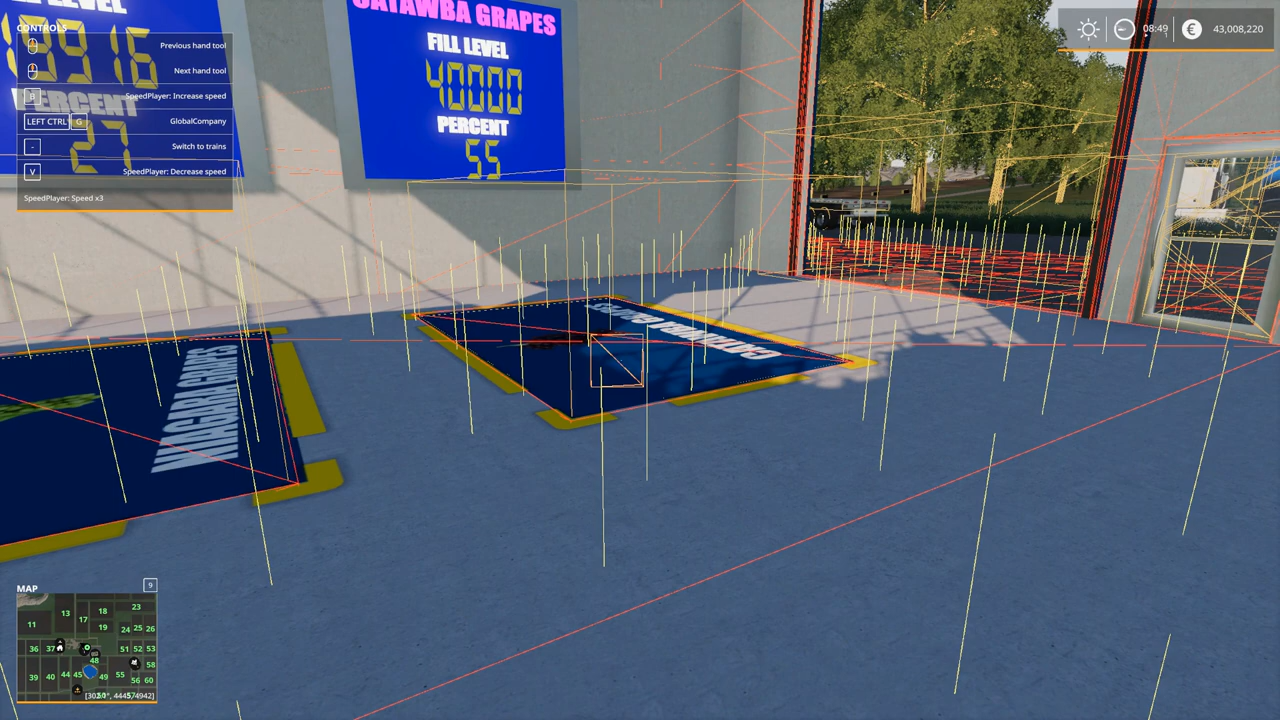 CONTROLS
Previous hand tool
Next hand tool
B SpeedPlayer: Increase speed
LEFT CTRL G GlobalCompany
- Switch to trains
V SpeedPlayer: Decrease speed
SpeedPlayer: Speed x3
PERCENT
27
CATAWBA GRAPES
FILL LEVEL
40000
PERCENT
55
08:49
43,008,220
NIAGARA GRAPES
CATAWBA GRAPES
MAP
9
23
13
18
17
11
19
24 25 26
36 37
51 52 53
48
58
39 40 44 45
49
55
56 60